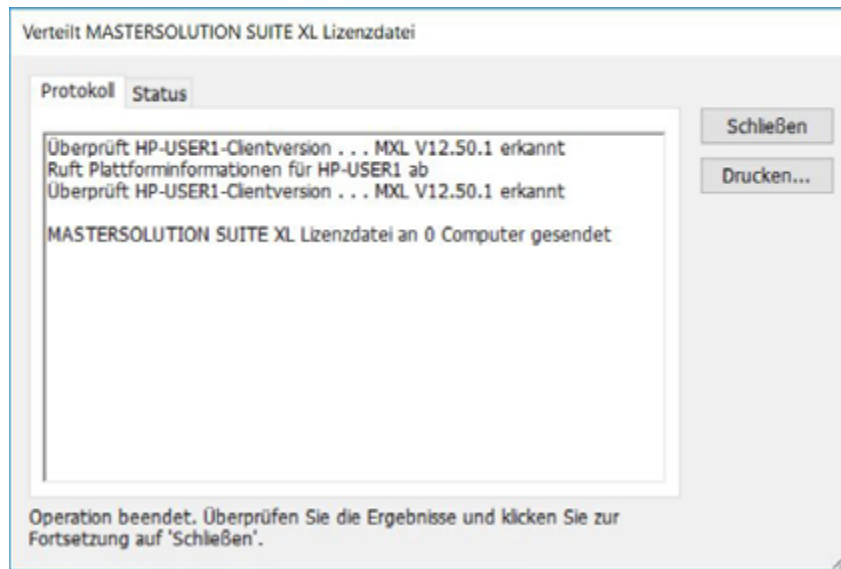 Verteilt MASTERSOLUTION SUITE XL Lizenzdatei
Protokoll
Status
Schließen
Drucken...
Überprüft HP-USER1-Clientversion . . . MXL V12.50.1 erkannt
Ruft Plattforminformationen für HP-USER1 ab
Überprüft HP-USER1-Clientversion . . . MXL V12.50.1 erkannt
MASTERSOLUTION SUITE XL Lizenzdatei an 0 Computer gesendet
Operation beendet. Überprüfen Sie die Ergebnisse und klicken Sie zur
Fortsetzung auf 'Schließen'.